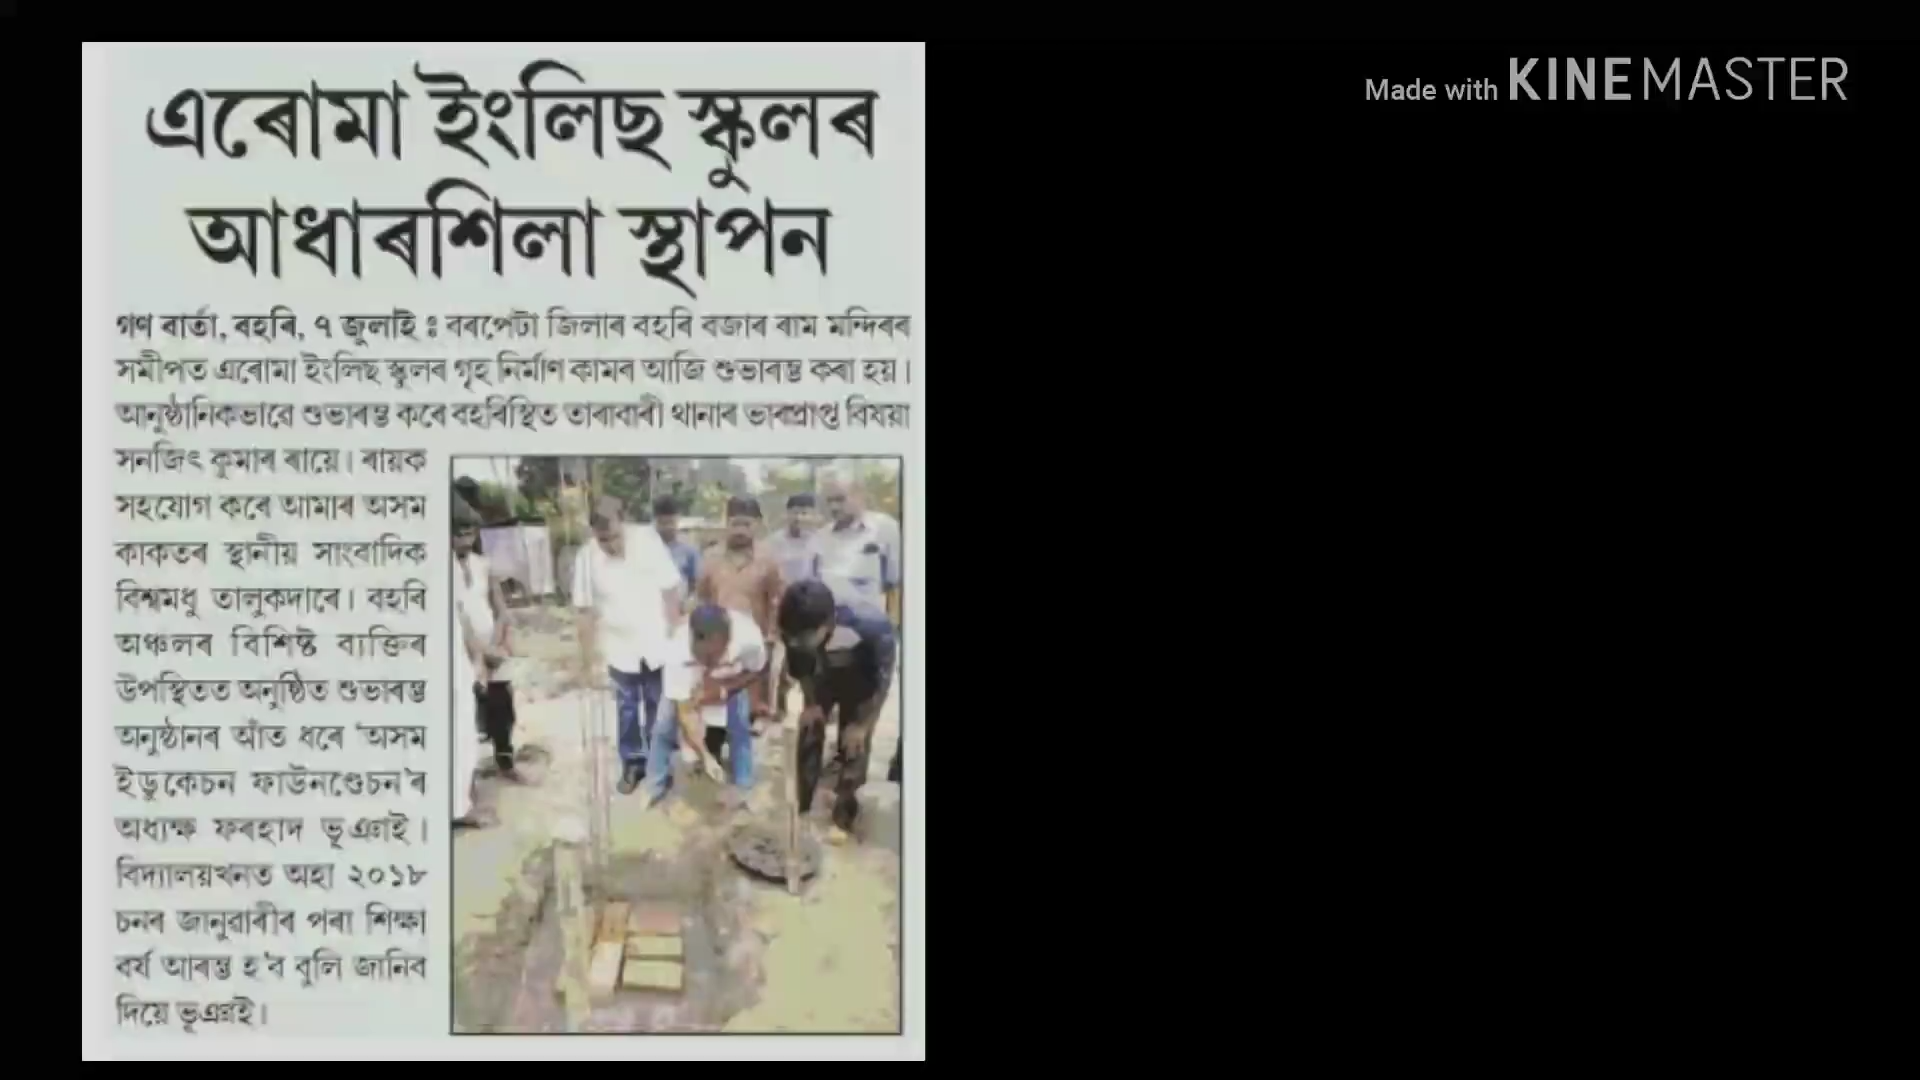 এৰোমা ইংলিছ স্কুলৰ
আধাৰশিলা স্থাপন
গণ বাৰ্তা, বহৰি, ৭ জুলাই ঃ বৰপেটা জিলাৰ বহৰি বজাৰ ৰাম মন্দিৰৰ
সমীপত এৰোমা ইংলিছ স্কুলৰ গৃহ নিৰ্মাণ কামৰ আজি শুভাৰম্ভ কৰা হয়।
আনুষ্ঠানিকভাৱে শুভাৰম্ভ কৰে বহৰিস্থিত তাৰাবাৰী থানাৰ ভাৰপ্ৰাপ্ত বিষয়া
সনজিৎ কুমাৰ ৰায়ে। ৰায়ক
সহযোগ কৰে আমাৰ অসম
কাকতৰ স্থানীয় সাংবাদিক
বিশ্বমধু তালুকদাৰে। বহৰি
অঞ্চলৰ বিশিষ্ট ব্যক্তিৰ
উপস্থিতত অনুষ্ঠিত শুভাৰম্ভ
অনুষ্ঠানৰ আঁত ধৰে 'অসম
ইডুকেচন ফাউনণ্ডেচন'ৰ
অধ্যক্ষ ফৰহাদ ভূএগাই।
বিদ্যালয়খনত অহা ২০১৮
চনৰ জানুৱাৰীৰ পৰা শিক্ষা
বৰ্ষ আৰম্ভ হ'ব বুলি জানিব
দিয়ে ভূএগাই।
Made with KINEMASTER